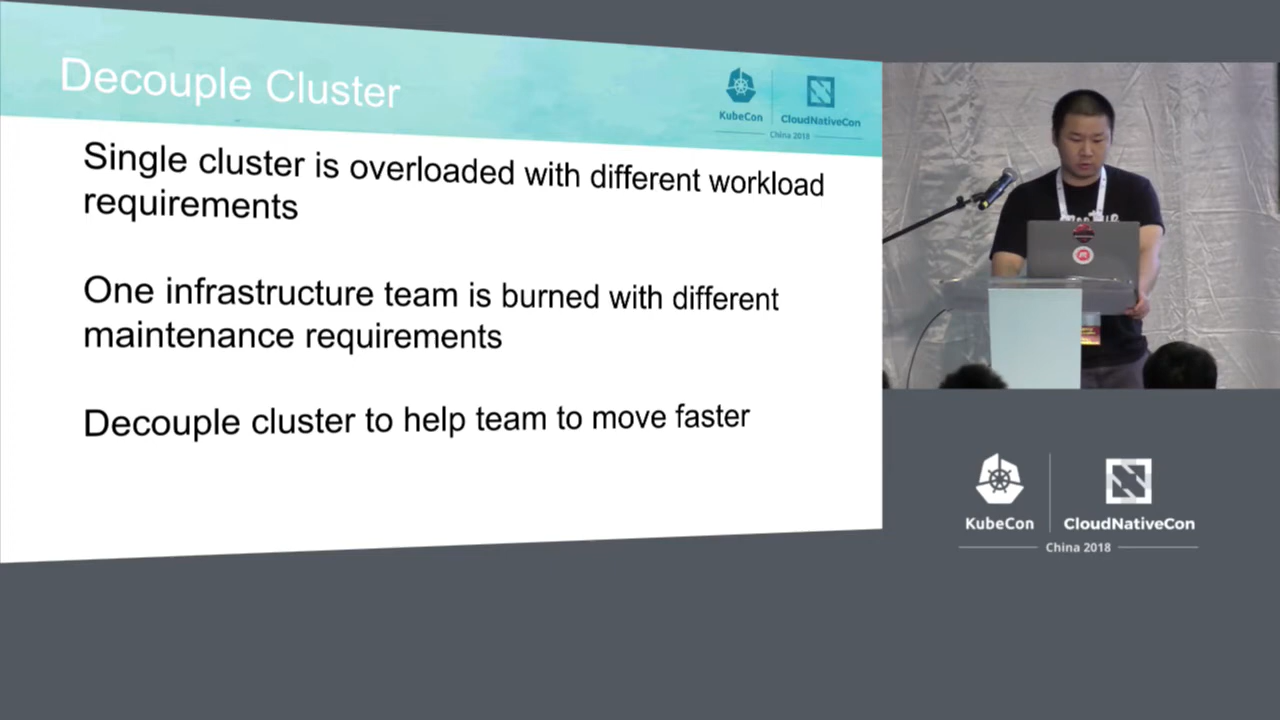 Decouple Cluster
KubeCon
CloudNativeCon
China 2018
Single cluster is overloaded with different workload
requirements
One infrastructure team is burned with different
maintenance requirements
Decouple cluster to help team to move faster
KubeCon
CloudNativeCon
China 2018